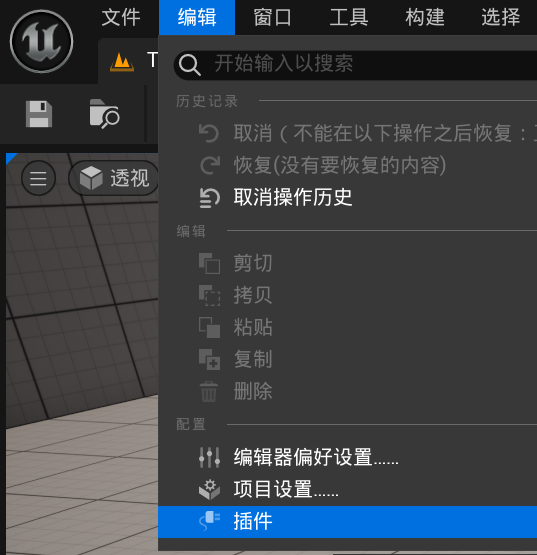 文件 编辑 窗口 工具 构建 选择
T
开始输入以搜索
历史记录
取消（不能在以下操作之后恢复：
恢复(没有要恢复的内容)
透视
取消操作历史
编辑
剪切
拷贝
粘贴
复制
删除
配置
编辑器偏好设置......
项目设置......
插件